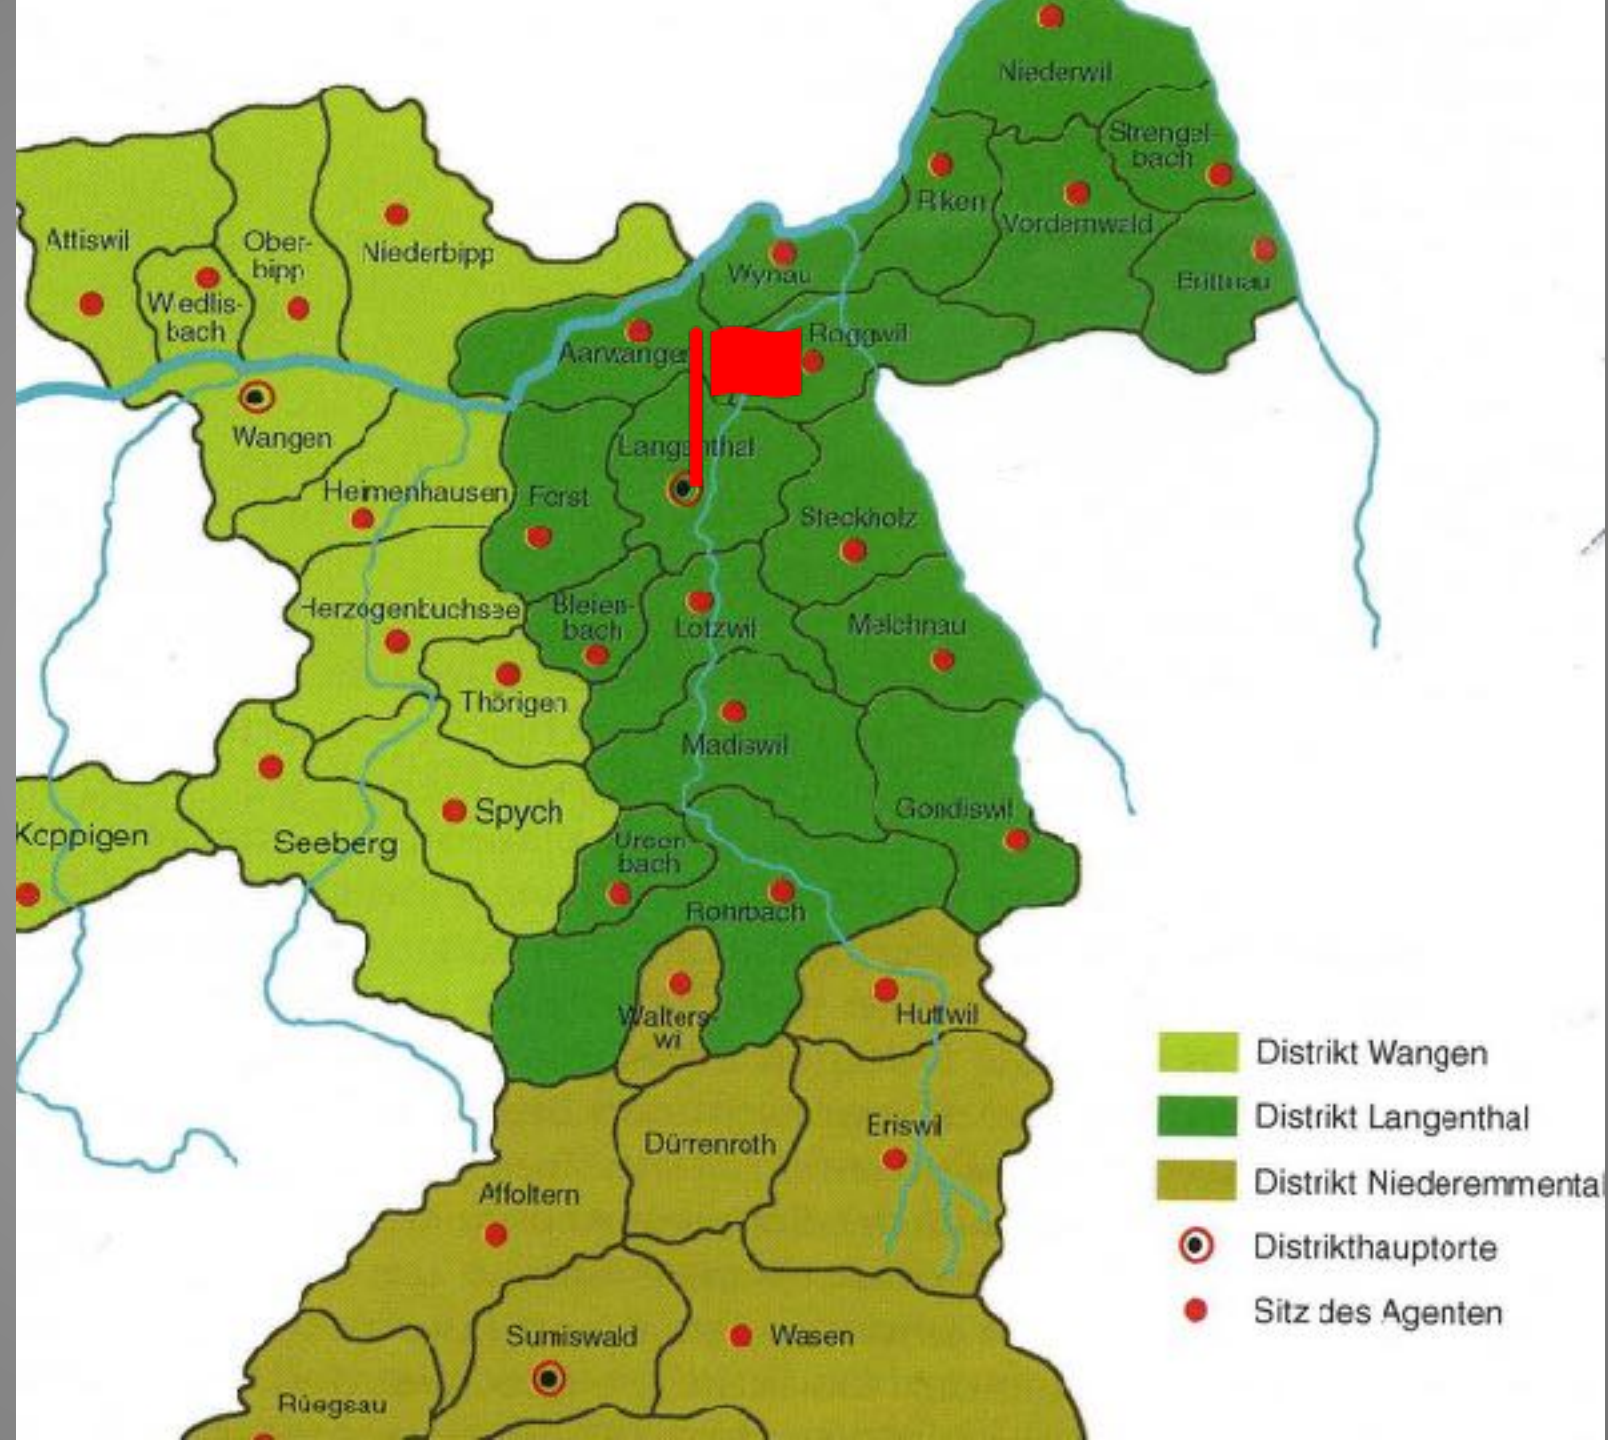 Niederwil
Strengel-
bach
Riken
Vordemwald
Brittnau
Attiswil
Ober-
bipp
Niederbipp
Wiedlis-
bach
Wynau
Aarwangen
Roggwil
Wangen
Langenthal
Heimenhausen
Forst
Steckholz
Herzogenbuchsee
Bleien-
bach
Lotzwil
Melchnau
Thörigen
Madiswil
Koppigen
Seeberg
Spych
Ursen-
bach
Gondiswil
Rohrbach
Walters-
wil
Huttwil
Distrikt Wangen
Distrikt Langenthal
Distrikt Niederemmental
Distrikthauptorte
Sitz des Agenten
Dürrenroth
Eriswil
Affoltern
Sumiswald
Wasen
Rüegsau